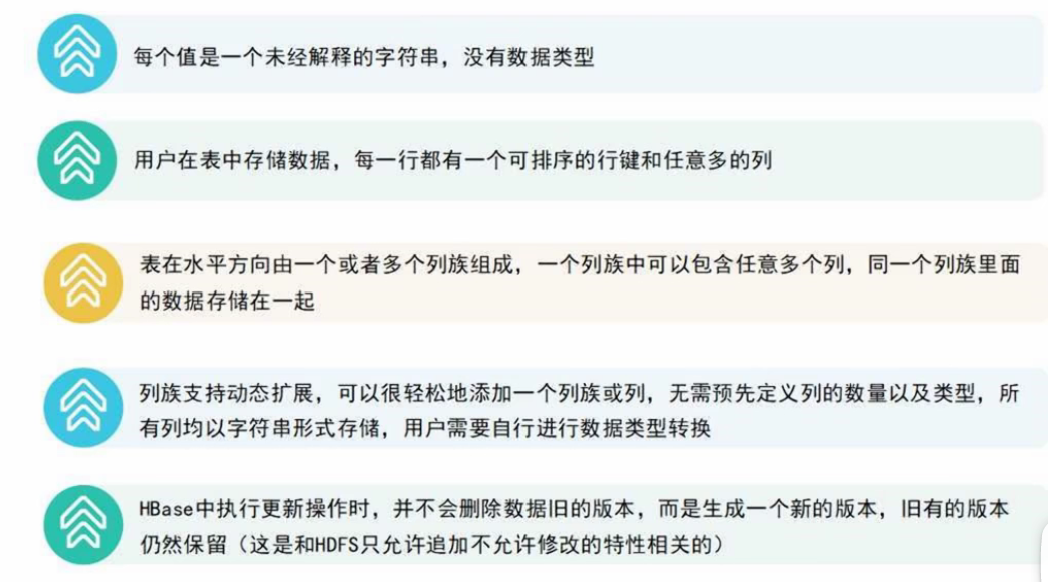 每个值是一个未经解释的字符串，没有数据类型
用户在表中存储数据，每一行都有一个可排序的行键和任意多的列
表在水平方向由一个或者多个列族组成，一个列族中可以包含任意多个列，同一个列族里面
的数据存储在一起
列族支持动态扩展，可以很轻松地添加一个列族或列，无需预先定义列的数量以及类型，所
有列均以字符串形式存储，用户需要自行进行数据类型转换
HBase中执行更新操作时，并不会删除数据旧的版本，而是生成一个新的版本，旧有的版本
仍然保留（这是和HDFS只允许追加不允许修改的特性相关的）